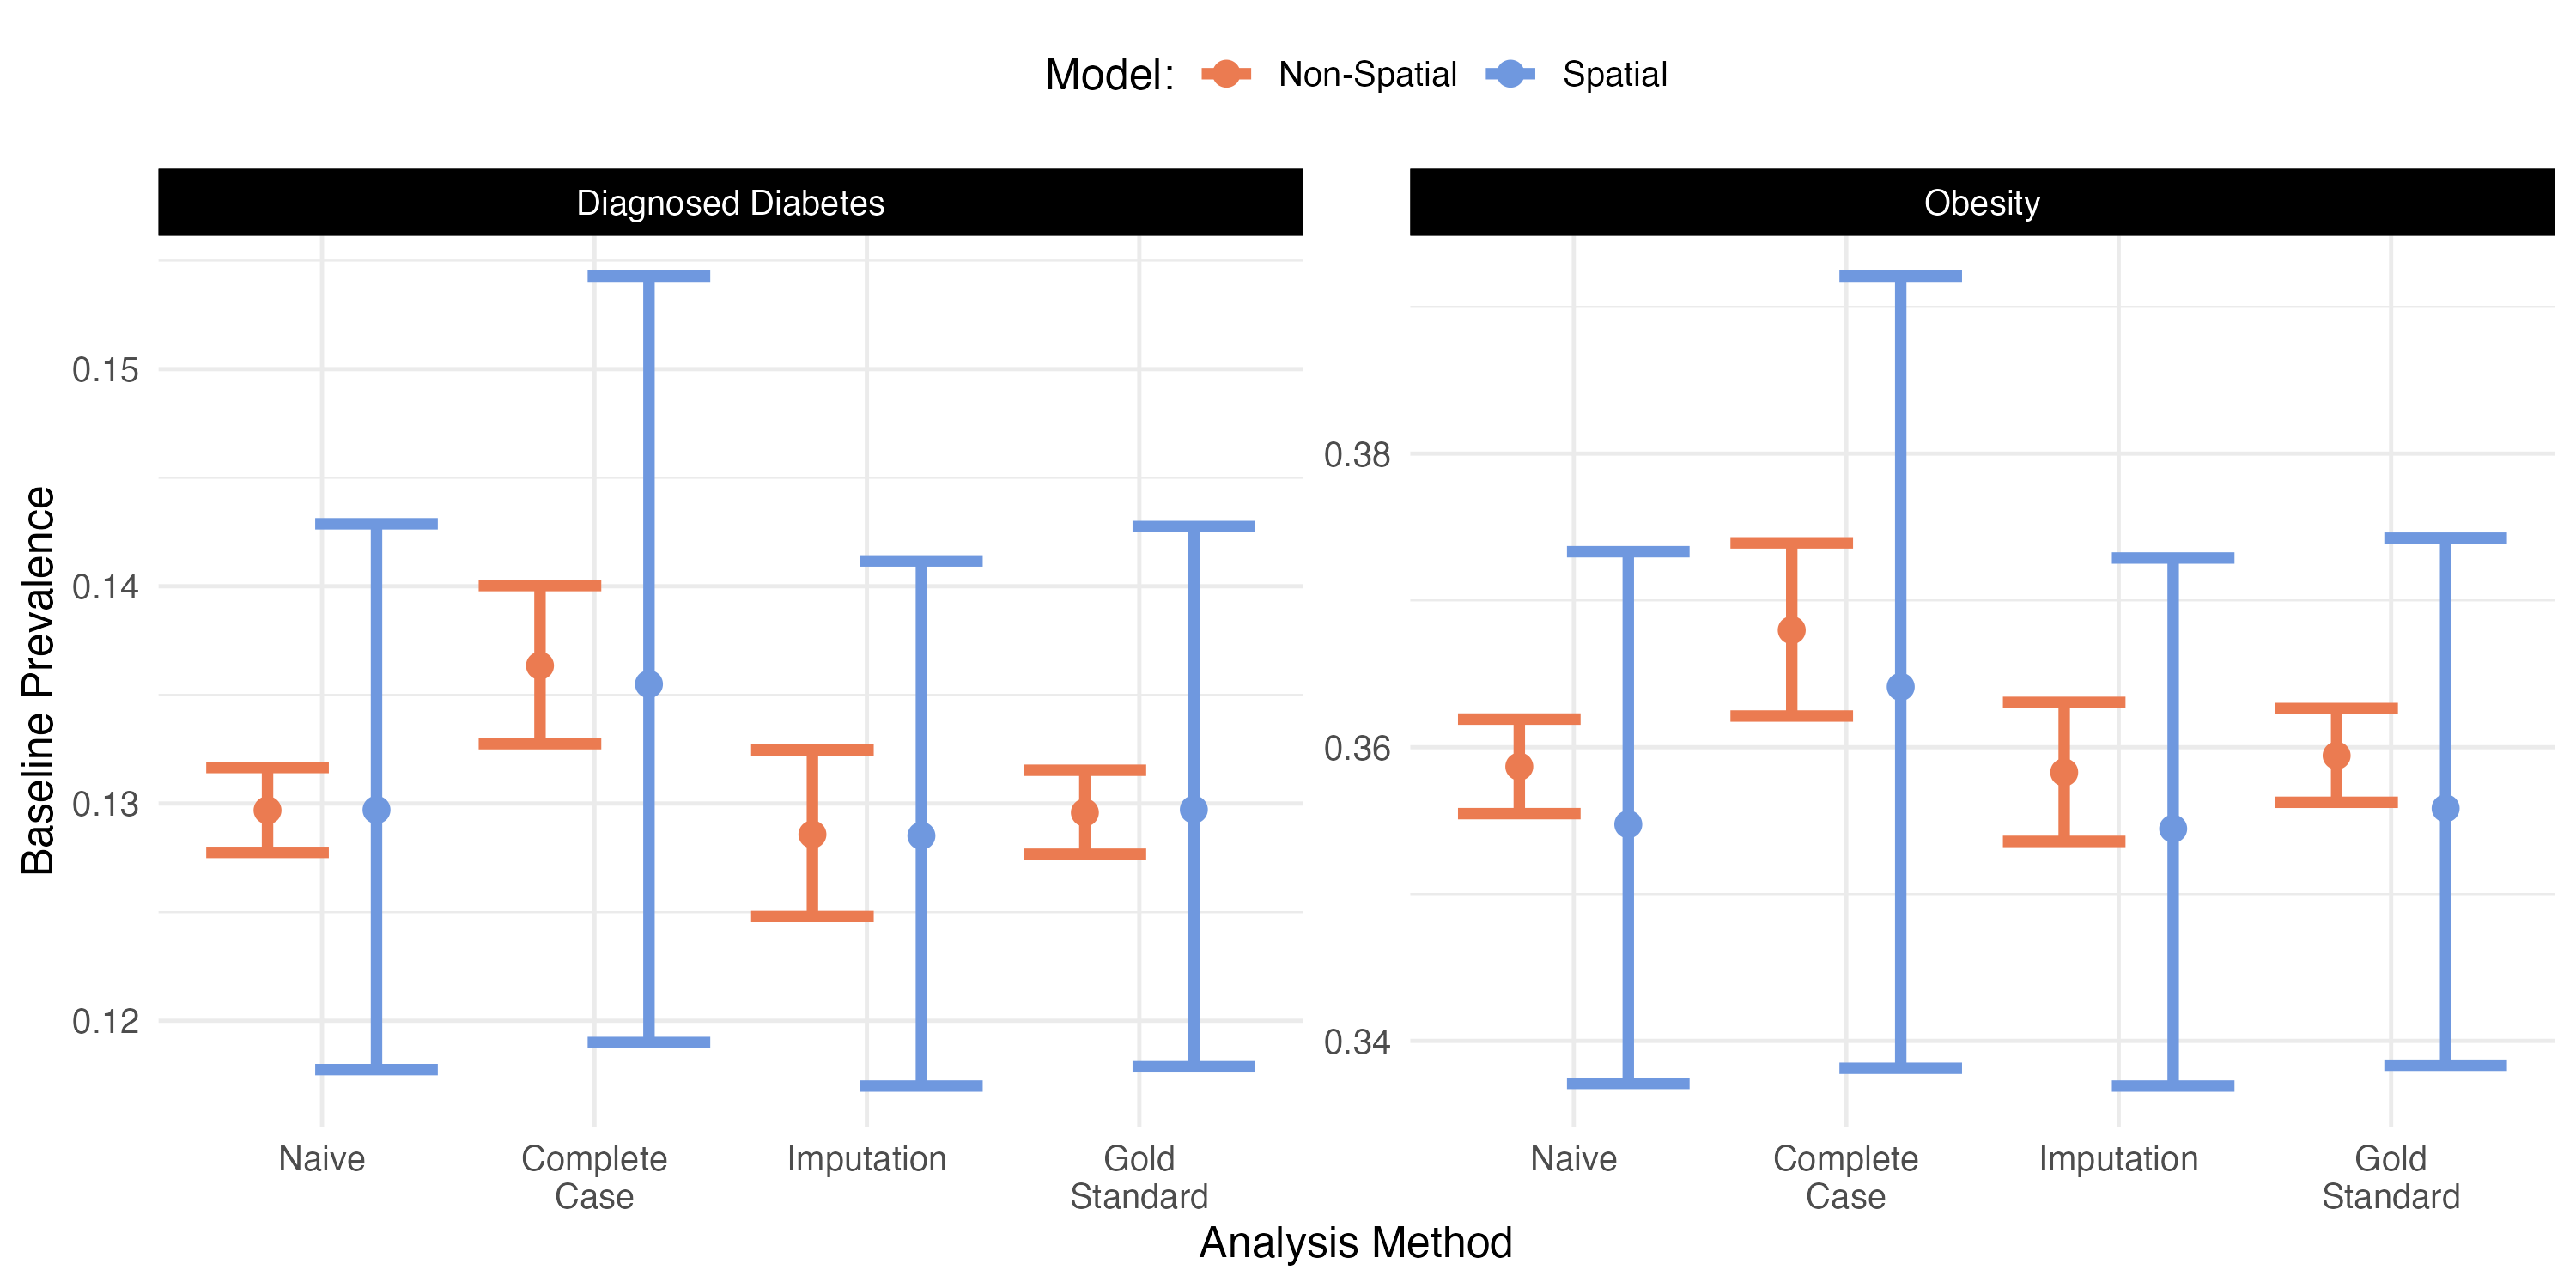 Model: Non-Spatial Spatial
Diagnosed Diabetes
Obesity
Baseline Prevalence
0.15
0.14
0.13
0.12
0.38
0.36
0.34
Naive
Complete
Case
Imputation
Gold
Standard
Naive
Complete
Case
Imputation
Gold
Standard
Analysis Method